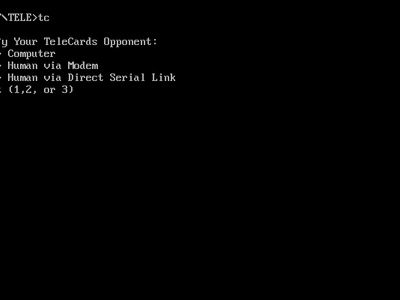 \TELE>tc
y Your TeleCards Opponent:
Computer
Human via Modem
Human via Direct Serial Link
(1,2, or 3)